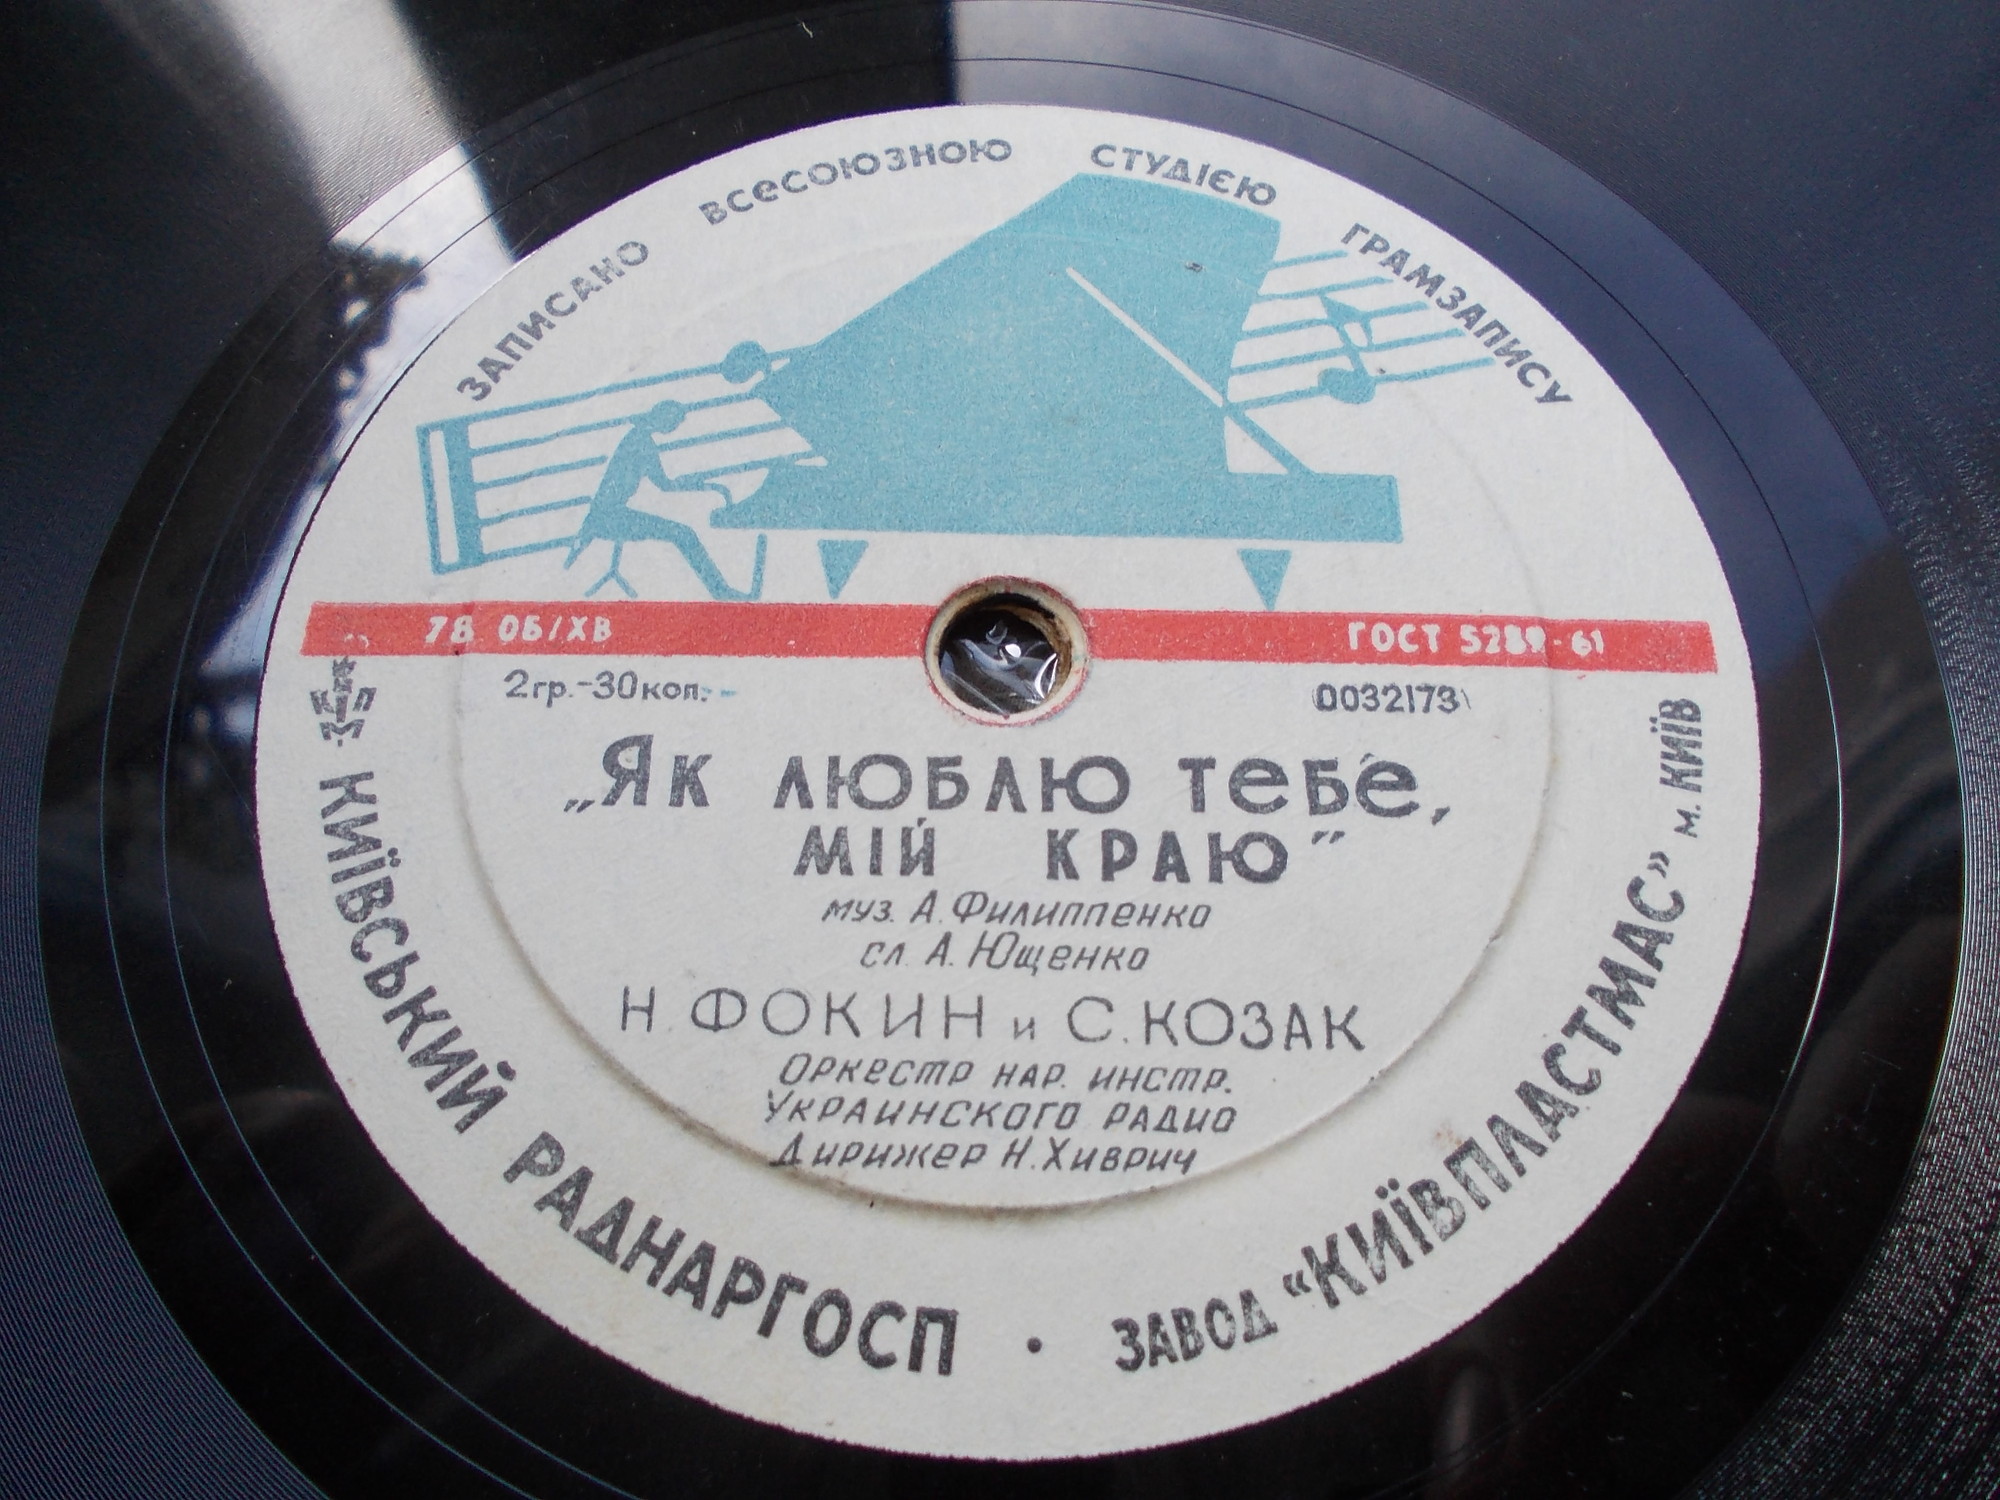 ЗАПИСАНО ВСЕСОЮЗНОЮ СТУДІЄЮ ГРАМЗАПИСУ
78 ОБ/ХВ
ГОСТ 5289-61
2гр.-30коп.
0032173
„Як люблю тебе,
мій краю”
муз. А. Филиппенко
сл. А. Ющенко
Н. ФОКИН и С. КОЗАК
Оркестр нар. инстр.
Украинского радио
Дирижер Н. Хиврич
КИЇВСЬКИЙ РАДНАРГОСП • ЗАВОД “КИЇВПЛАСТМАС” м. КИЇВ